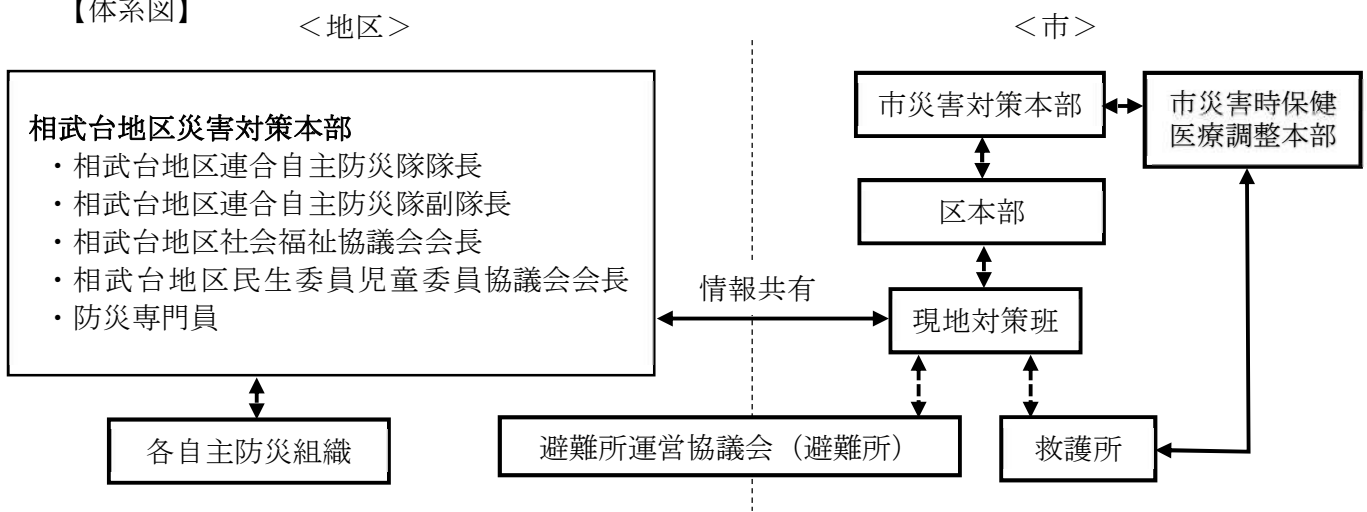 【体系図】
＜地区＞
＜市＞
相武台地区災害対策本部
・相武台地区連合自主防災隊隊長
・相武台地区連合自主防災隊副隊長
・相武台地区社会福祉協議会会長
・相武台地区民生委員児童委員協議会会長
・防災専門員
各自主防災組織
情報共有
市災害対策本部
市災害時保健
医療調整本部
区本部
現地対策班
避難所運営協議会（避難所）
救護所